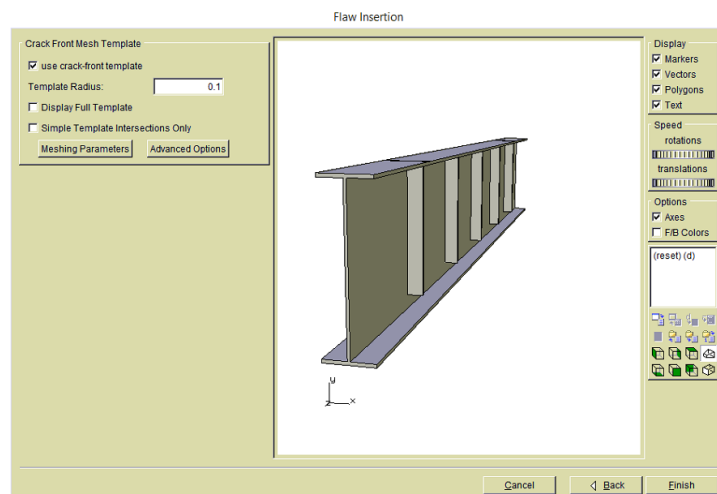 Flaw Insertion
Crack Front Mesh Template
use crack-front template
Template Radius: 0.1
Display Full Template
Simple Template Intersections Only
Meshing Parameters Advanced Options
y
z x
Display
Markers
Vectors
Polygons
Text
Speed
rotations
translations
Options
Axes
F/B Colors
(reset) (d)
Cancel Back Finish